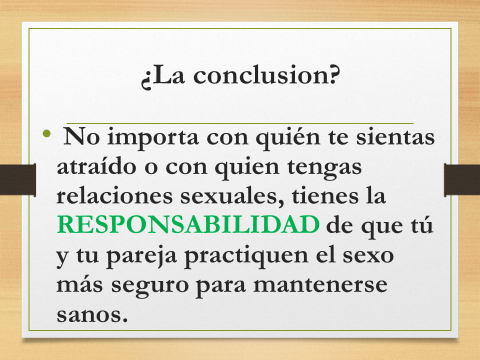 ¿La conclusion?
• No importa con quién te sientas
atraído o con quien tengas
relaciones sexuales, tienes la
RESPONSABILIDAD de que tú
y tu pareja practiquen el sexo
más seguro para mantenerse
sanos.